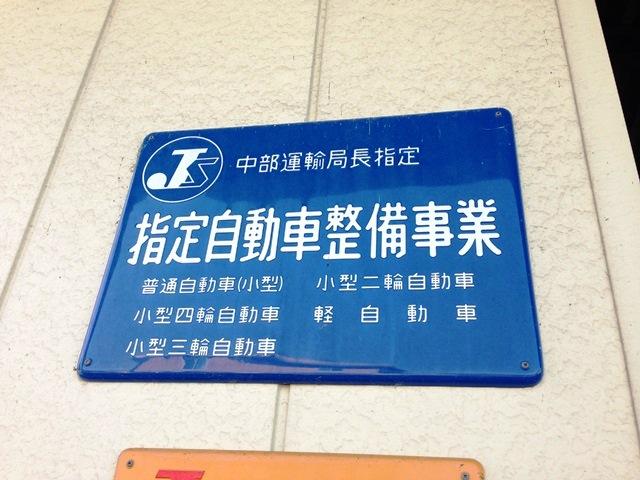 中部運輸局長指定
指定自動車整備事業
普通自動車(小型) 小型二輪自動車
小型四輪自動車 軽自動車
小型三輪自動車